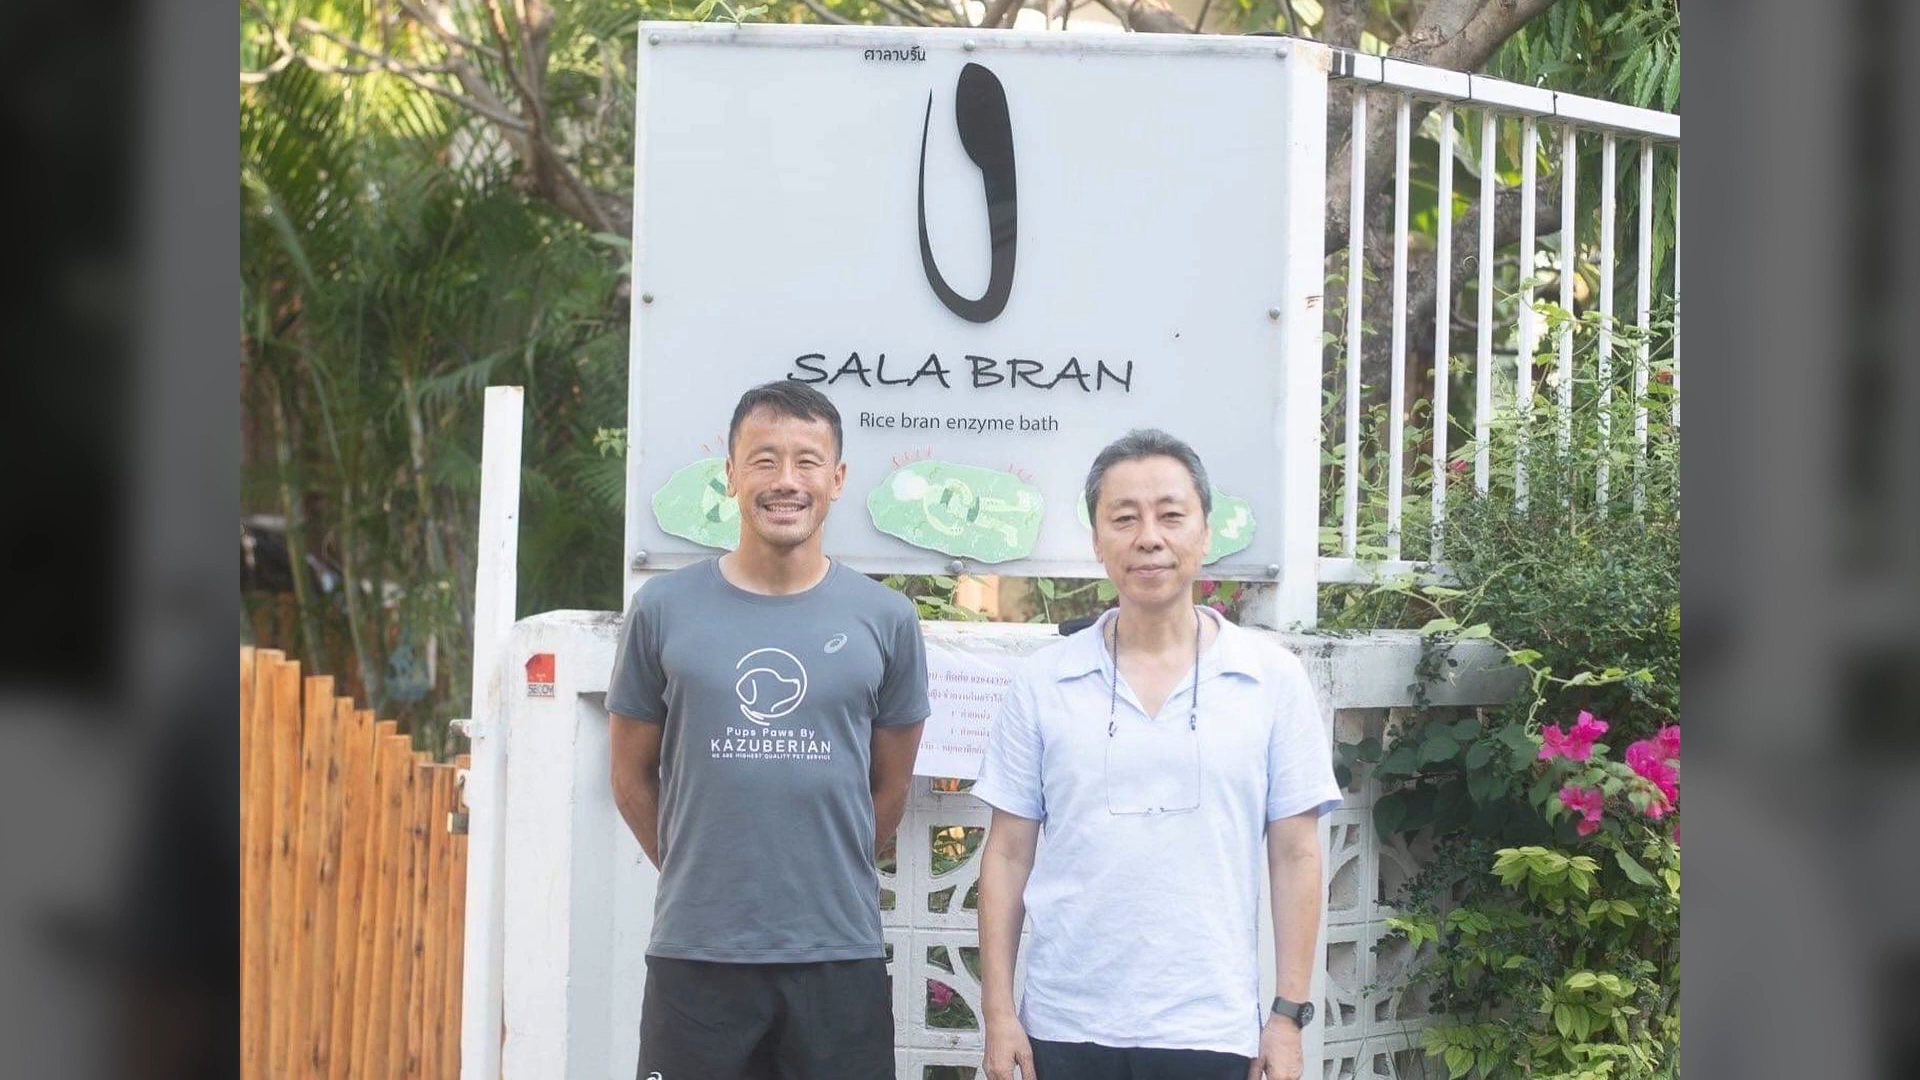 ศาลาบรัน
SALA BRAN
Rice bran enzyme bath
SECOM
Pups Paws By
KAZUBERIAN
WE ARE HIGHEST QUALITY PET SERVICE